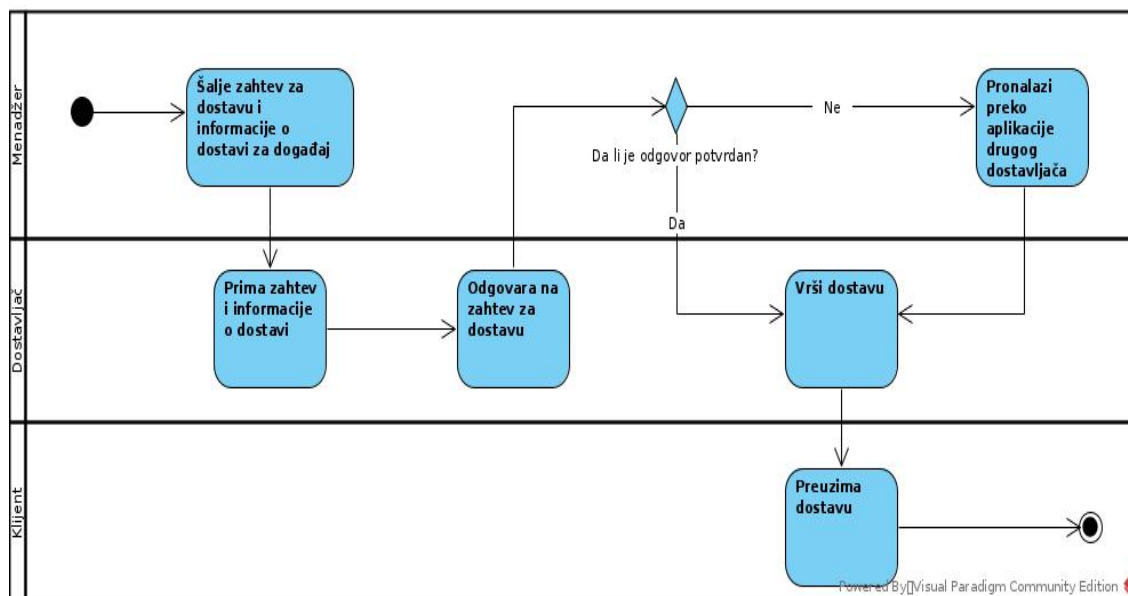 Menadžer
Šalje zahtev za
dostavu i
informacije o
dostavi za događaj
Da li je odgovor potvrdan?
Ne
Da
Pronalazi
preko
aplikacije
drugog
dostavljača
Dostavljač
Prima zahtev
i informacije
o dostavi
Odgovara na
zahtev za
dostavu
Vrši dostavu
Klijent
Preuzima
dostavu
Powered By▯Visual Paradigm Community Edition